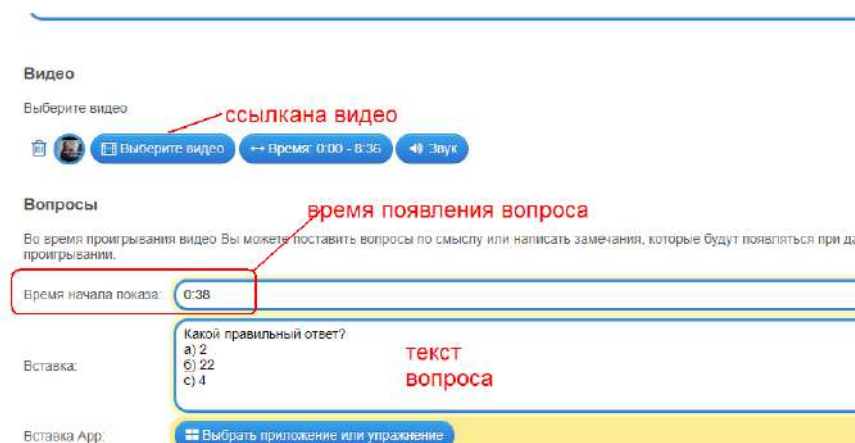 Видео
Выберите видео
ссылкана видео
Выберите видео
Время: 0:00 - 8:36
Звук
Вопросы
время появления вопроса
Во время проигрывания видео Вы можете поставить вопросы по смыслу или написать замечания, которые будут появляться при
проигрывании.
Время начала показа:
0:38
Вставка:
Какой правильный ответ?
а) 2
б) 22
с) 4
текст
вопроса
Вставка App:
Выбрать приложение или упражнение